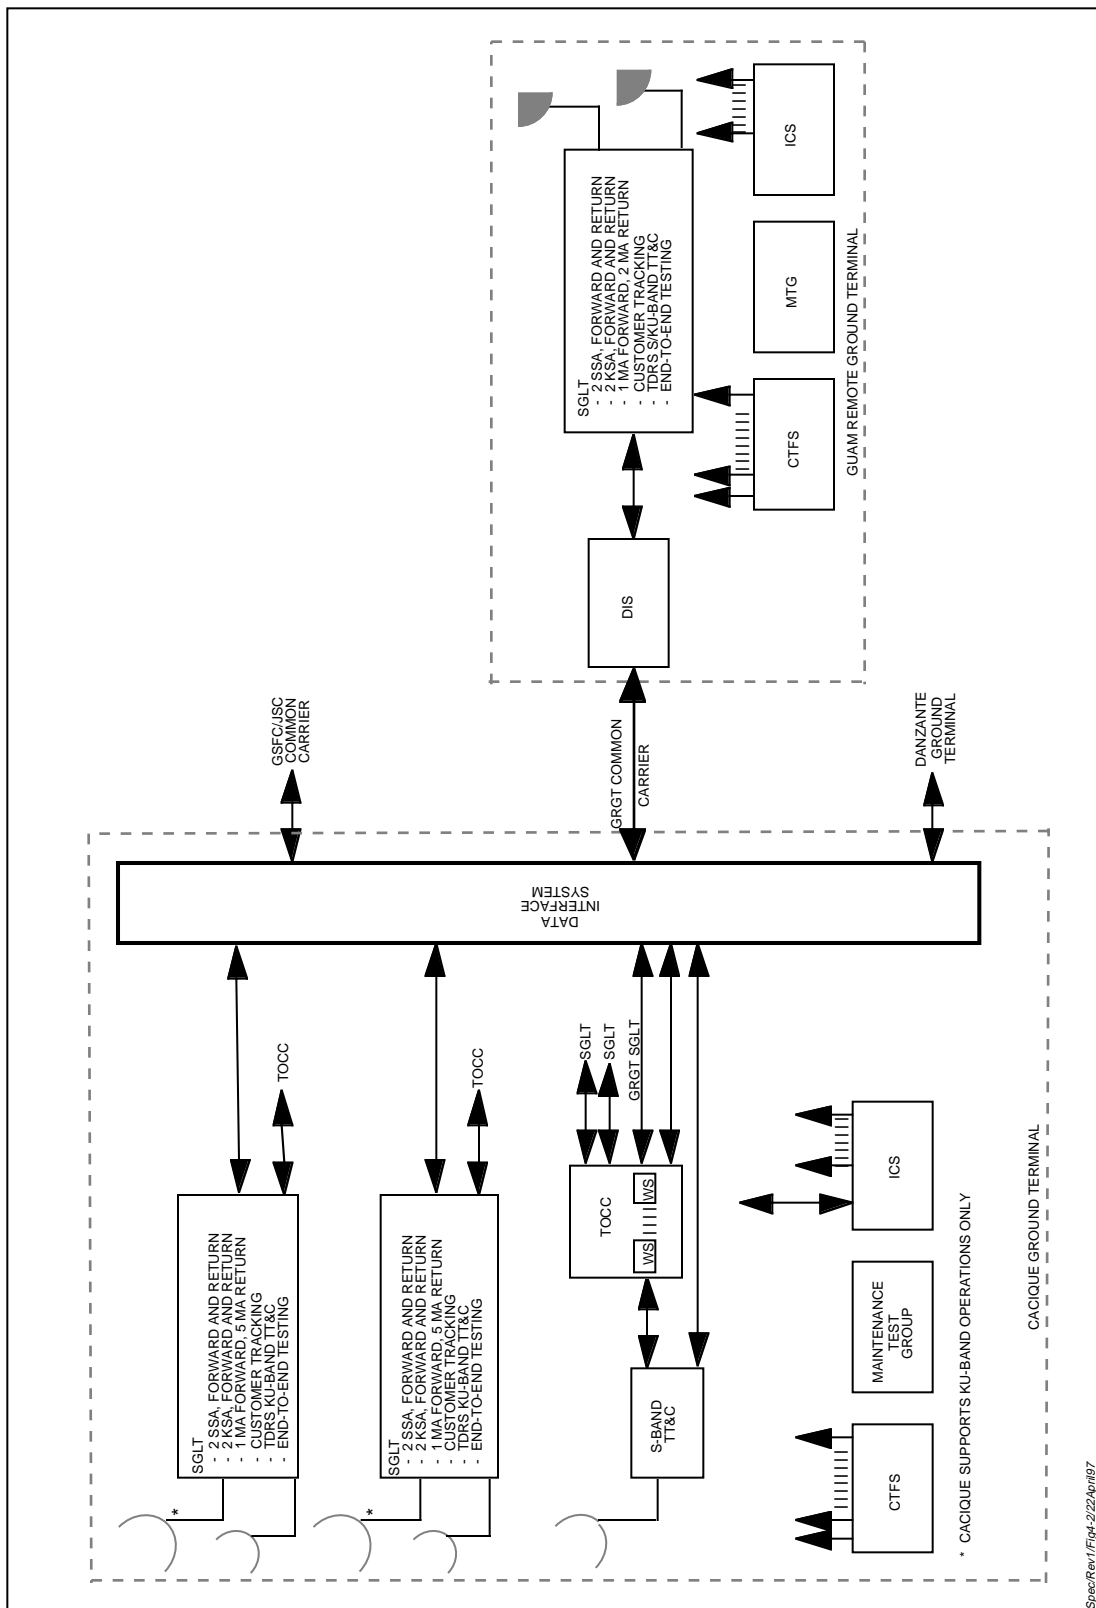 SGLT
- 2 SSA, FORWARD AND RETURN
- 2 KSA, FORWARD AND RETURN
- 1 MA FORWARD, 5 MA RETURN
- CUSTOMER TRACKING
- TDRS KU-BAND TT&C
- END-TO-END TESTING
*
TOCC
SGLT
- 2 SSA, FORWARD AND RETURN
- 2 KSA, FORWARD AND RETURN
- 1 MA FORWARD, 5 MA RETURN
- CUSTOMER TRACKING
- TDRS KU-BAND TT&C
- END-TO-END TESTING
*
TOCC
S-BAND
TT&C
TOCC
WS
WS
SGLT
SGLT
GRGT SGLT
CTFS
MAINTENANCE
TEST
GROUP
ICS
* CACIQUE SUPPORTS KU-BAND OPERATIONS ONLY
CACIQUE GROUND TERMINAL
DATA
INTERFACE
SYSTEM
GSFC/JSC
COMMON
CARRIER
GRGT COMMON
CARRIER
DANZANTE
GROUND
TERMINAL
DIS
SGLT
- 2 SSA, FORWARD AND RETURN
- 2 KSA, FORWARD AND RETURN
- 1 MA FORWARD, 2 MA RETURN
- CUSTOMER TRACKING
- TDRS S/KU-BAND TT&C
- END-TO-END TESTING
CTFS
MTG
ICS
GUAM REMOTE GROUND TERMINAL
Spec/Rev1/Fig4-2/22April97